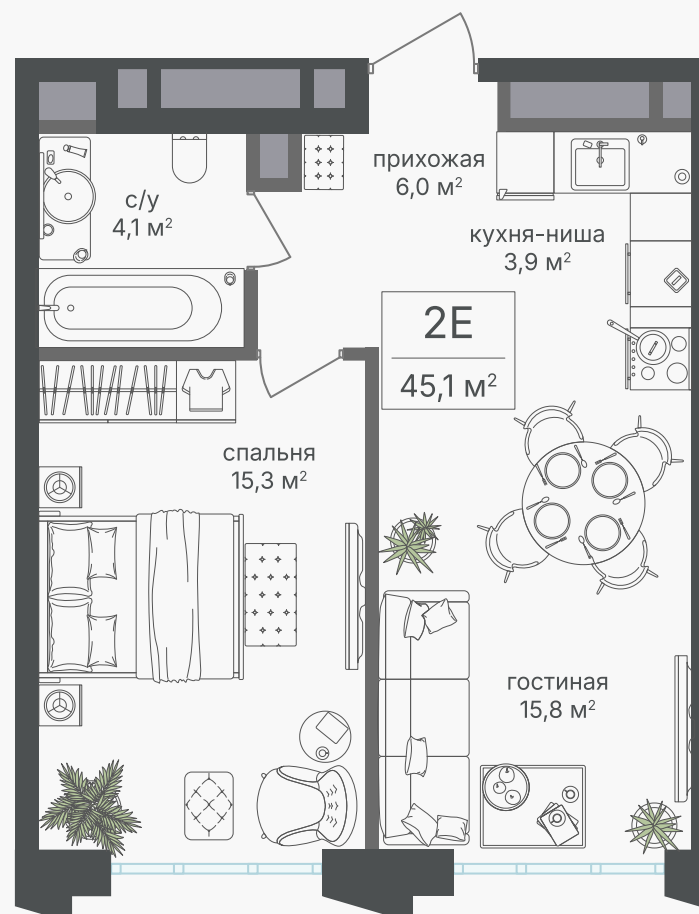 прихожая
6,0 м²
с/у
4,1 м²
кухня-ниша
3,9 м²
2Е
45,1 м²
спальня
15,3 м²
гостиная
15,8 м²